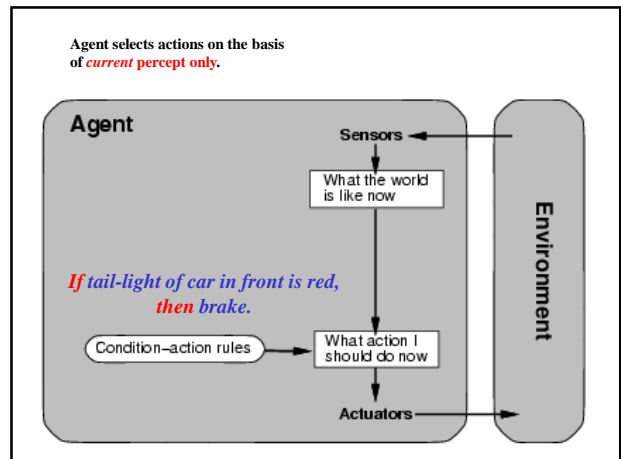 Agent selects actions on the basis
of current percept only.
Agent
Sensors
What the world
is like now
Environment
If tail-light of car in front is red,
then brake.
Condition-action rules
What action I
should do now
Actuators